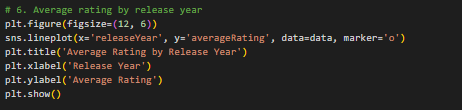 # 6. Average rating by release year
plt.figure(figsize=(12, 6))
sns.lineplot(x='releaseYear', y='averageRating', data=data, marker='o')
plt.title('Average Rating by Release Year')
plt.xlabel('Release Year')
plt.ylabel('Average Rating')
plt.show()